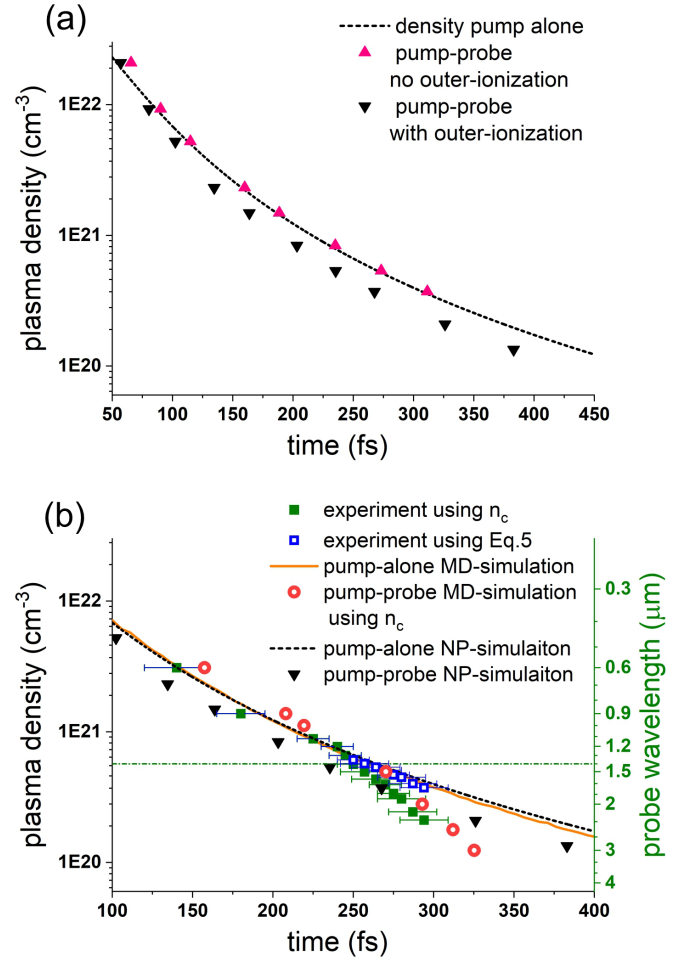 (a)
density pump alone
pump-probe
no outer-ionization
pump-probe
with outer-ionization
plasma density (cm-3)
1E22
1E21
1E20
50 100 150 200 250 300 350 400 450
time (fs)
(b)
experiment using nc
experiment using Eq.5
pump-alone MD-simulation
pump-probe MD-simulation
using nc
pump-alone NP-simulaiton
pump-probe NP-simulaiton
plasma density (cm-3)
1E22
1E21
1E20
0.3
0.6
0.9
1.2
1.5
2
3
4
probe wavelength (μm)
100 150 200 250 300 350 400
time (fs)